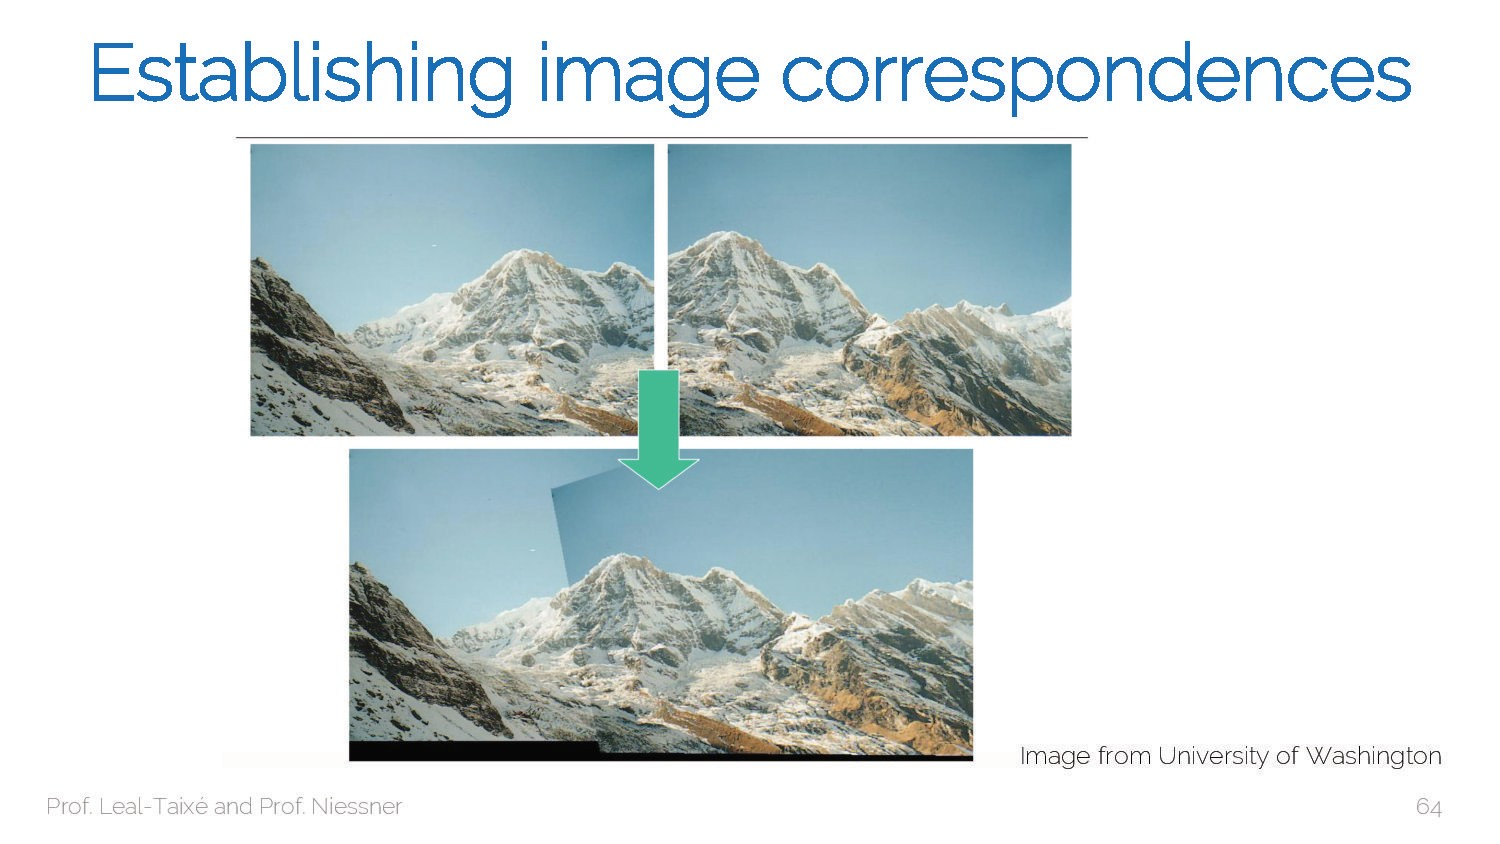 Establishing image correspondences
Image from University of Washington
Prof. Leal-Taixé and Prof. Niessner
64